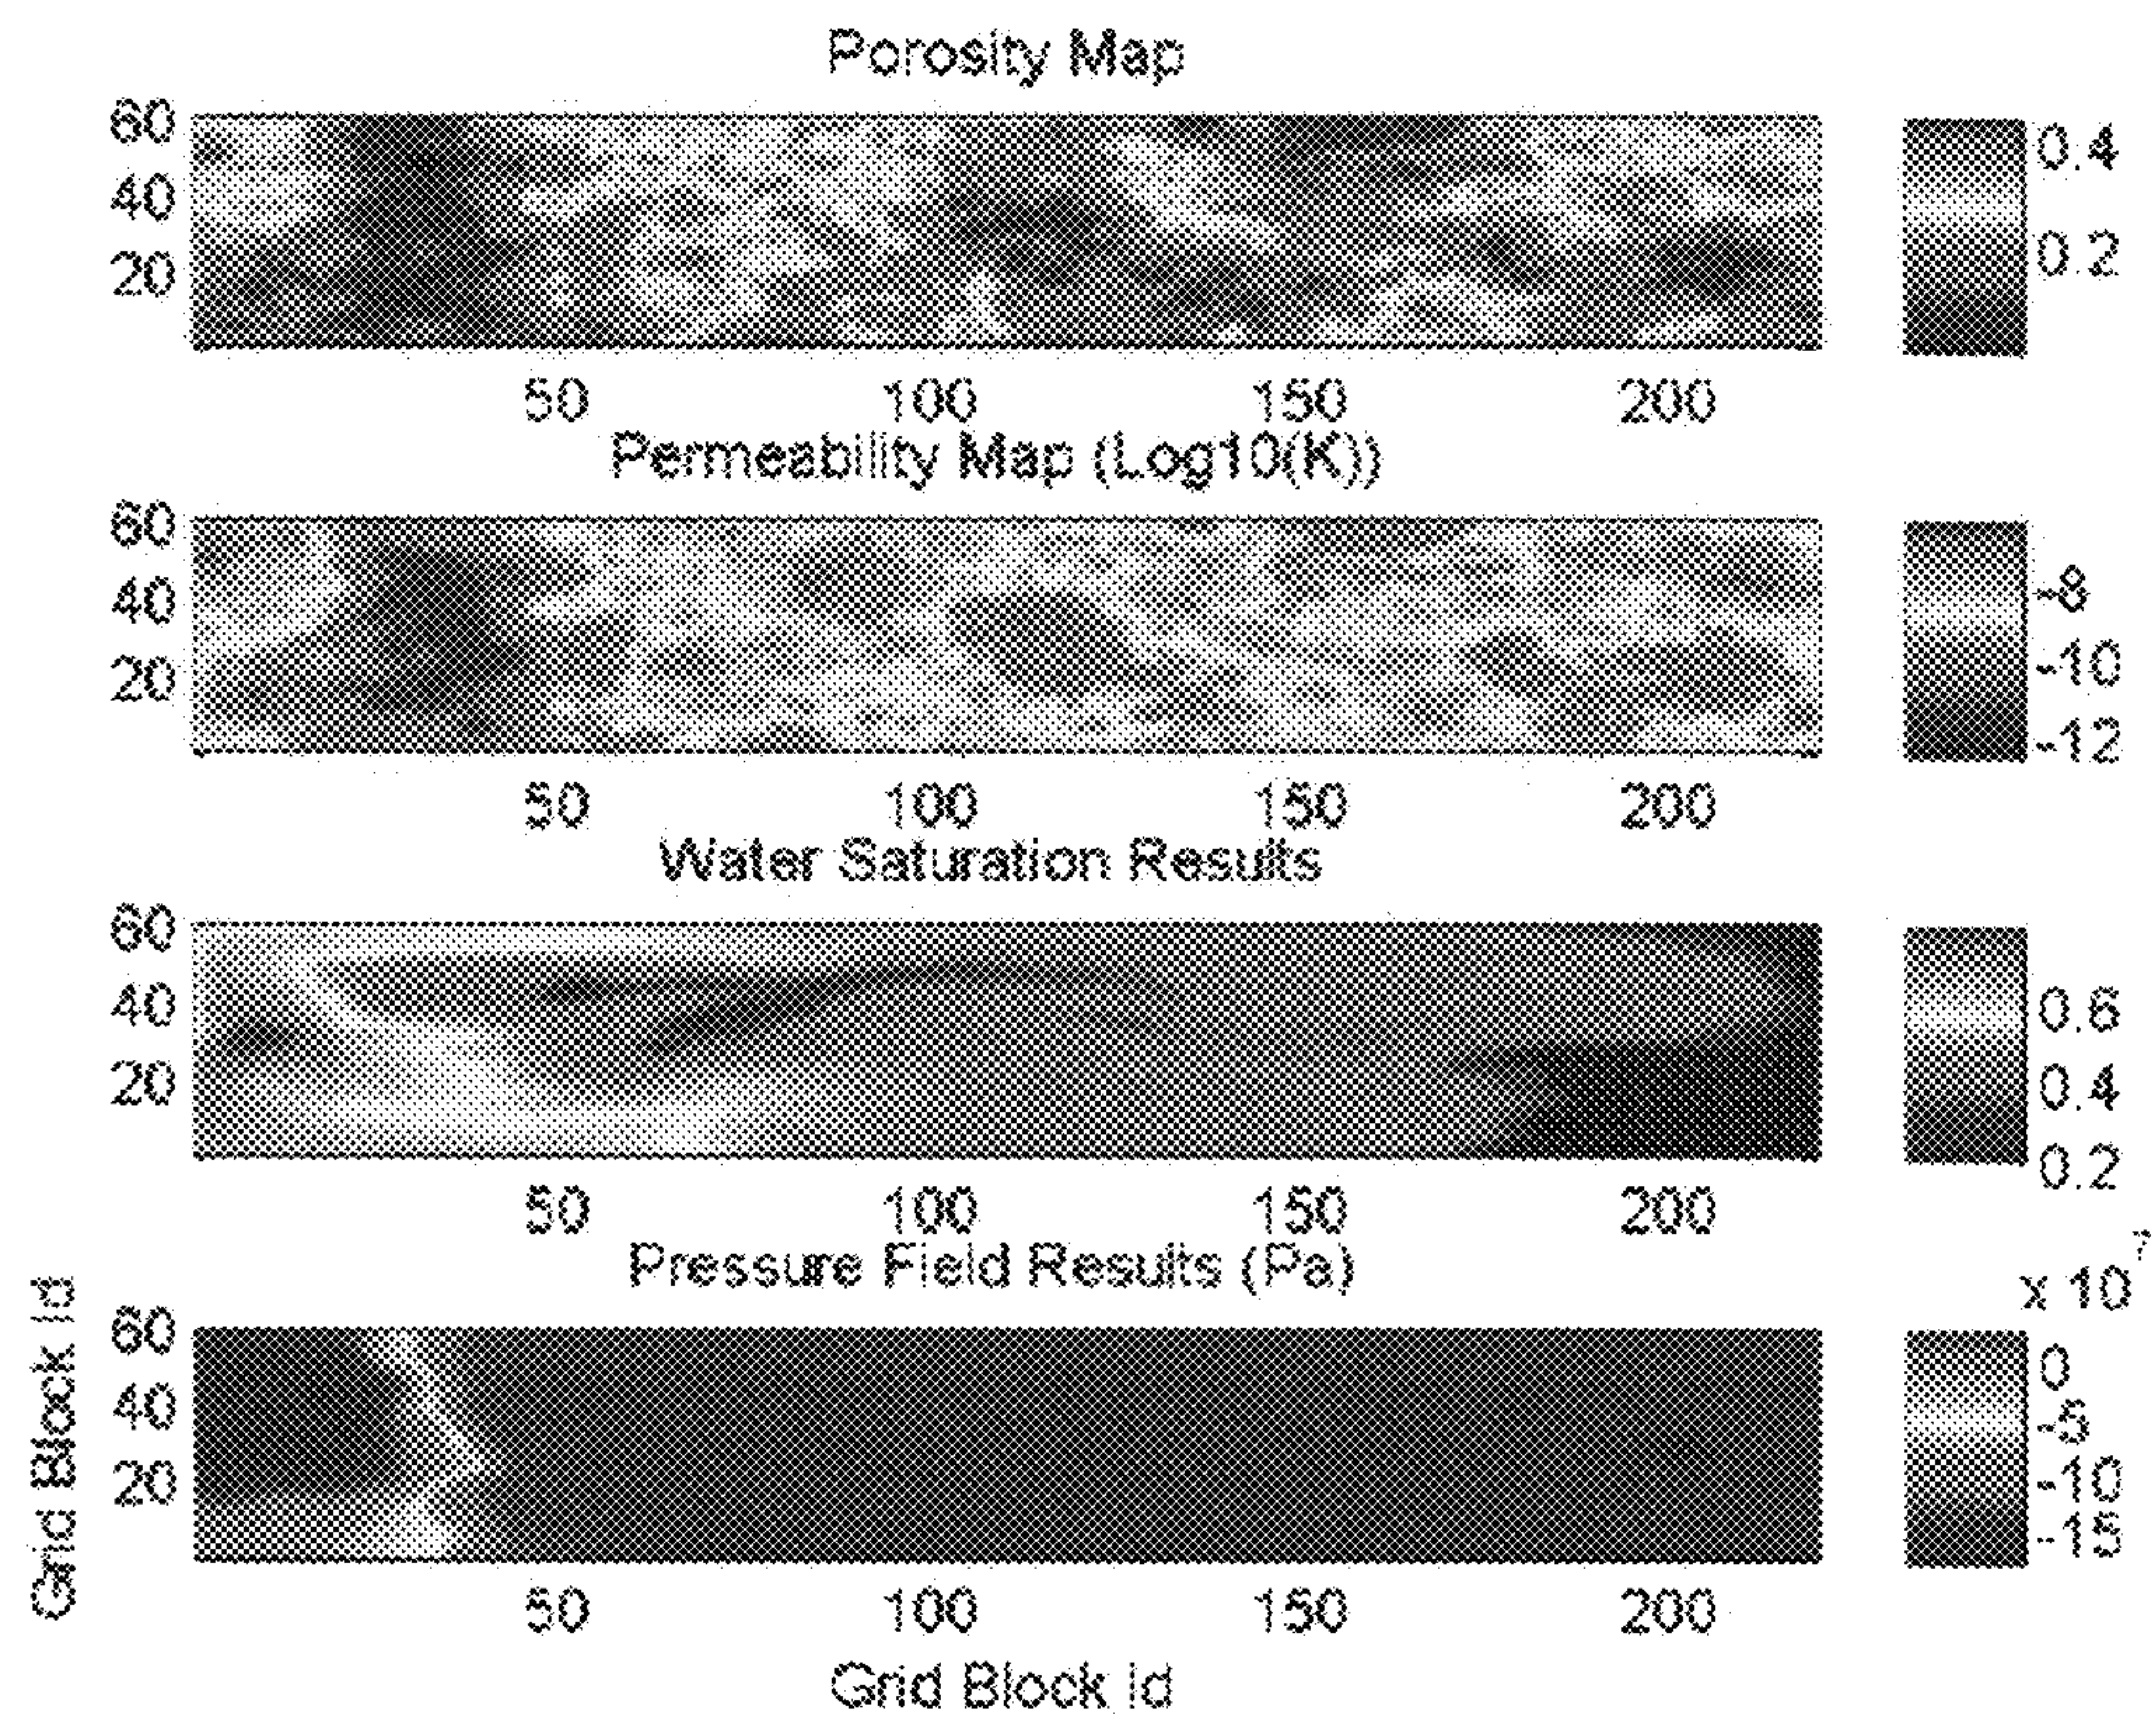 Porosity Map
60
40
20
0.4
0.2
50 100 150 200
Permeability Map (Log10(K))
60
40
20
-8
-10
-12
50 100 150 200
Water Saturation Results
60
40
20
0.6
0.4
0.2
50 100 150 200
Pressure Field Results (Pa)
x 10^7
Grid Block Id
60
40
20
0
-5
-10
-15
50 100 150 200
Grid Block Id